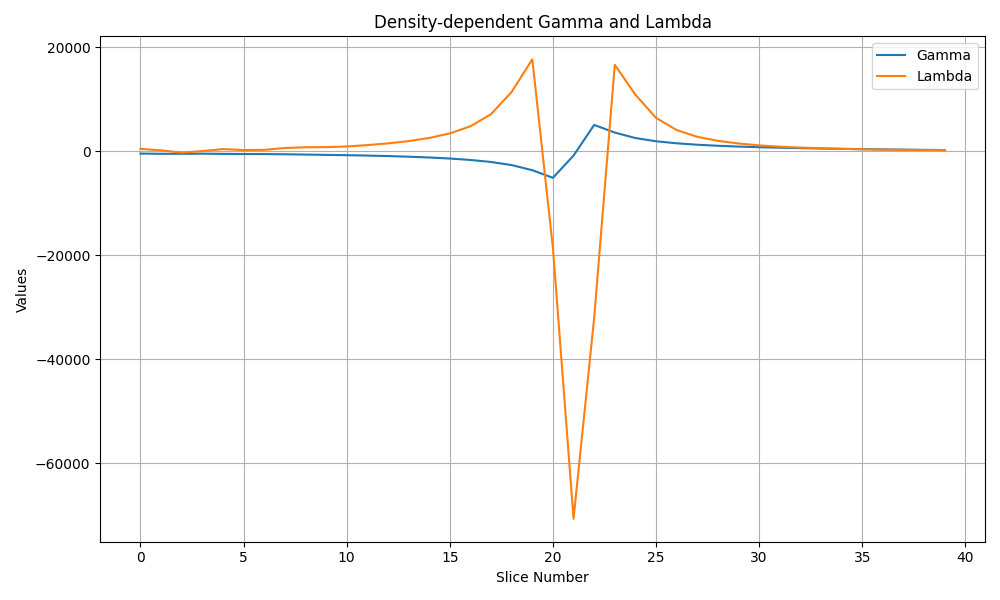 Density-dependent Gamma and Lambda
Gamma
Lambda
Values
20000
0
−20000
−40000
−60000
0 5 10 15 20 25 30 35 40
Slice Number